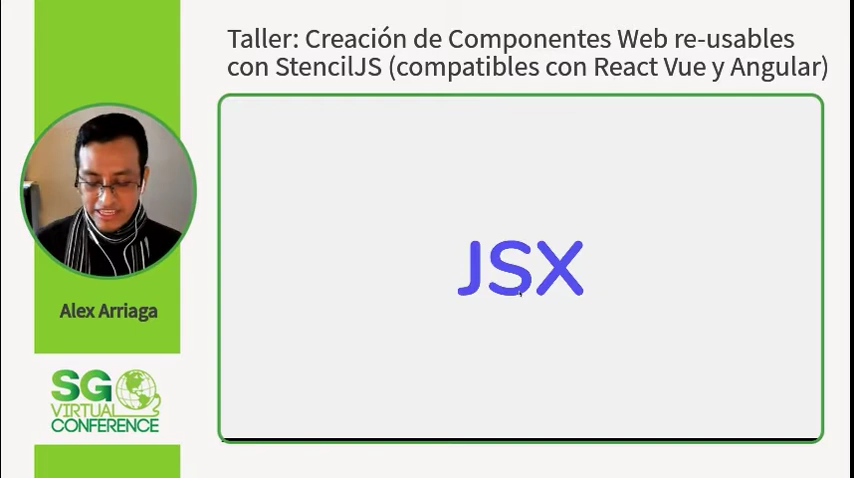 Taller: Creación de Componentes Web re-usables
con StencilJS (compatibles con React Vue y Angular)
JSX
Alex Arriaga
SG
VIRTUAL
CONFERENCE